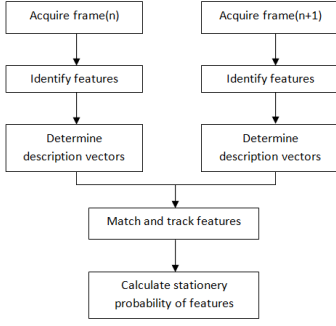 Acquire frame(n)
Acquire frame(n+1)
Identify features
Identify features
Determine
description vectors
Determine
description vectors
Match and track features
Calculate stationery
probability of features